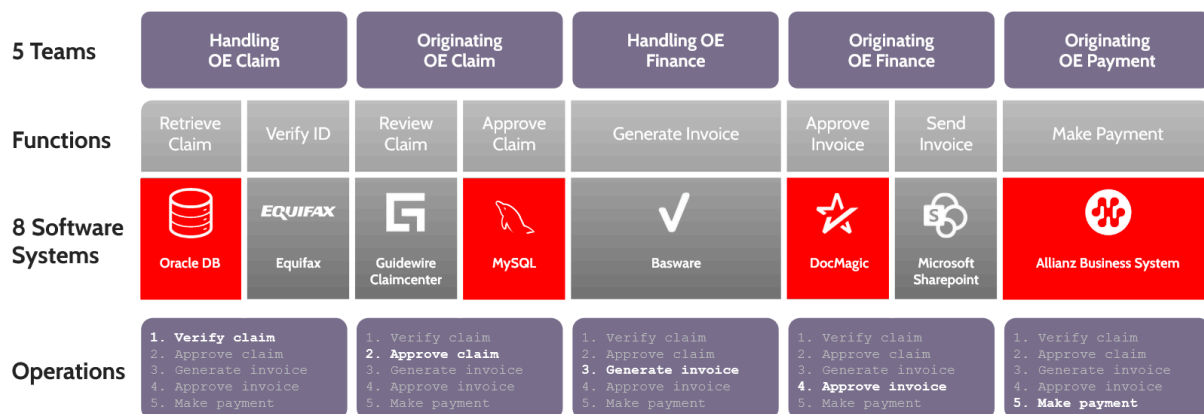 5 Teams
Handling
OE Claim
Originating
OE Claim
Handling OE
Finance
Originating
OE Finance
Originating
OE Payment
Functions
Retrieve
Claim
Verify ID
Review
Claim
Approve
Claim
Generate Invoice
Approve
Invoice
Send
Invoice
Make Payment
8 Software
Systems
Oracle DB
EQUIFAX
Equifax
Guidewire
Claimcenter
MySQL
Basware
DocMagic
S
Microsoft
Sharepoint
Allianz Business System
Operations
1. Verify claim
2. Approve claim
3. Generate invoice
4. Approve invoice
5. Make payment
1. Verify claim
2. Approve claim
3. Generate invoice
4. Approve invoice
5. Make payment
1. Verify claim
2. Approve claim
3. Generate invoice
4. Approve invoice
5. Make payment
1. Verify claim
2. Approve claim
3. Generate invoice
4. Approve invoice
5. Make payment
1. Verify claim
2. Approve claim
3. Generate invoice
4. Approve invoice
5. Make payment